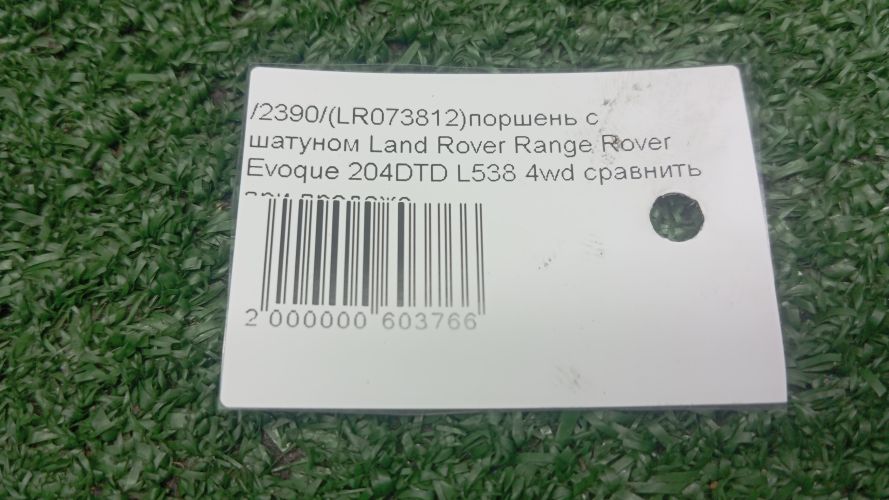 /2390/(LR073812)поршень с
шатуном Land Rover Range Rover
Evoque 204DTD L538 4wd сравнить
2 000000 603766